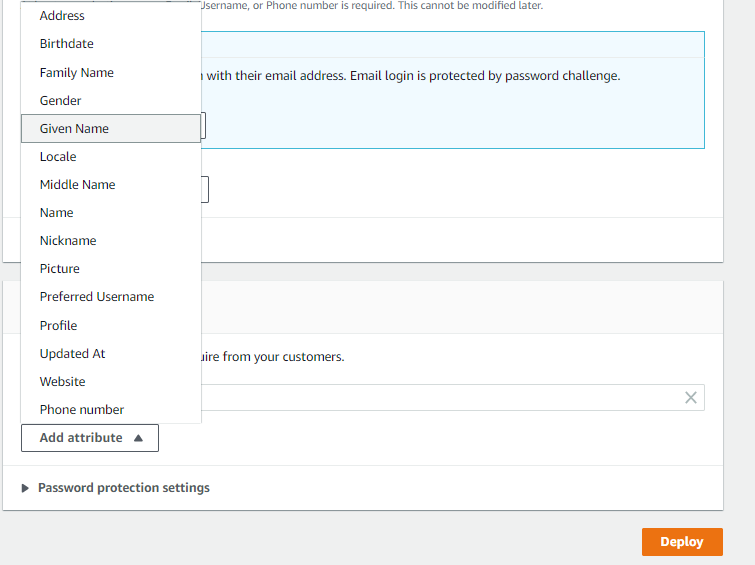 Address
Username, or Phone number is required. This cannot be modified later.
Birthdate
Family Name
with their email address. Email login is protected by password challenge.
Gender
Given Name
Locale
Middle Name
Name
Nickname
Picture
Preferred Username
Profile
Updated At
from your customers.
Website
Phone number
Add attribute
Password protection settings
Deploy